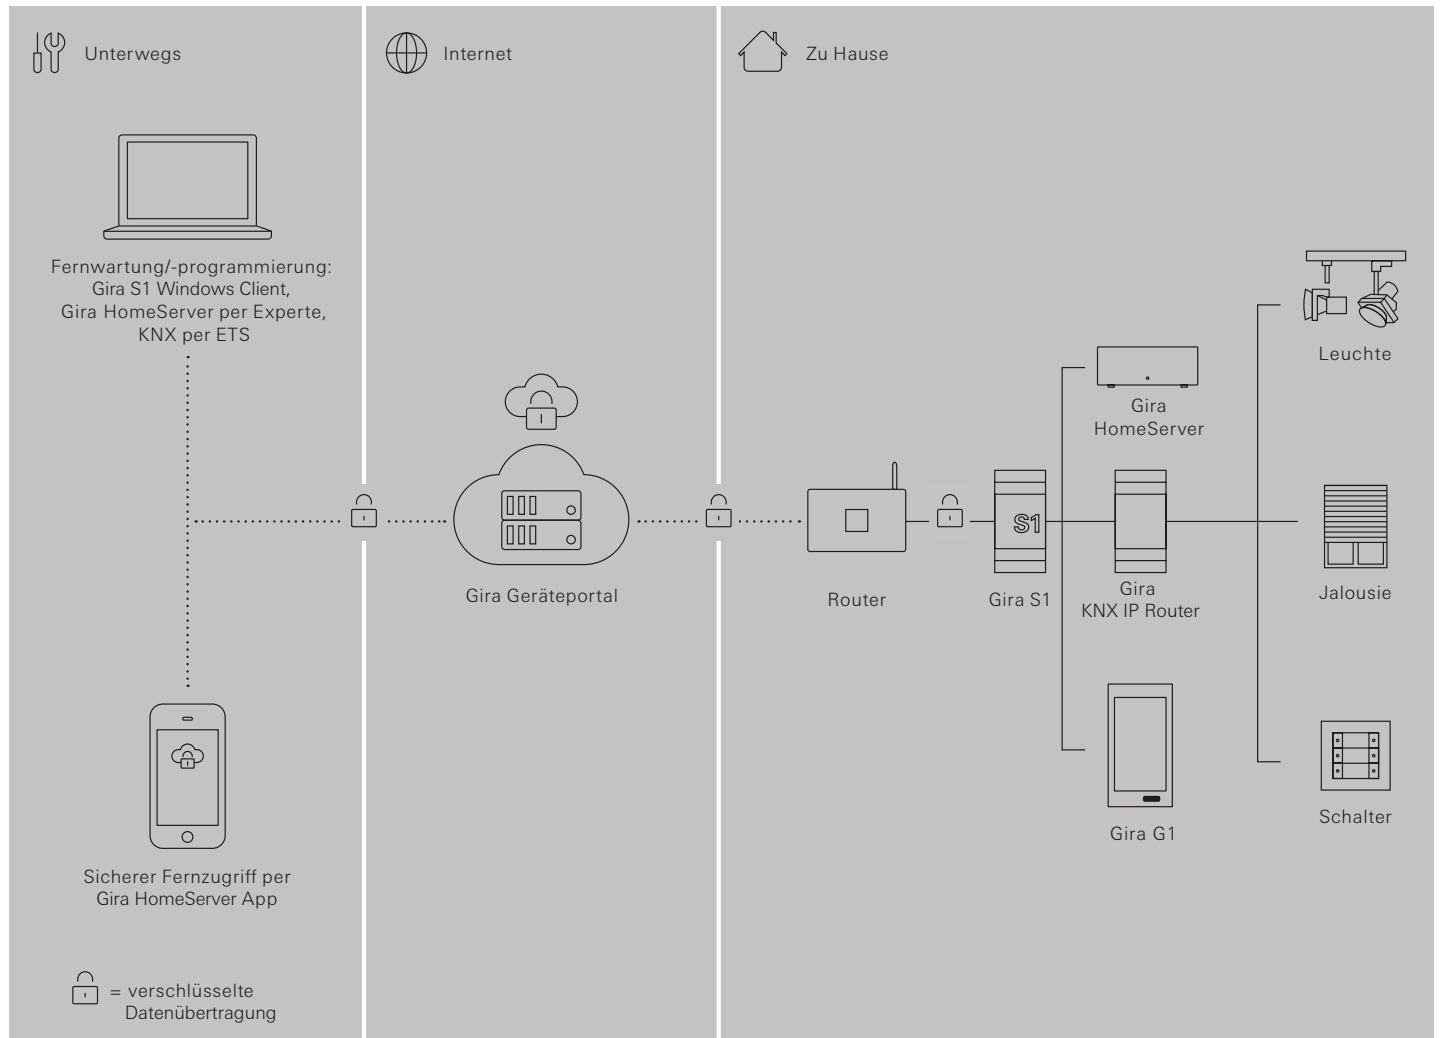 Unterwegs
Fernwartung/-programmierung:
Gira S1 Windows Client,
Gira HomeServer per Experte,
KNX per ETS
Sicherer Fernzugriff per
Gira HomeServer App
= verschlüsselte
Datenübertragung
Internet
Gira Geräteportal
Zu Hause
Router
S1
Gira S1
Gira
HomeServer
Gira
KNX IP Router
Gira G1
Leuchte
Jalousie
Schalter